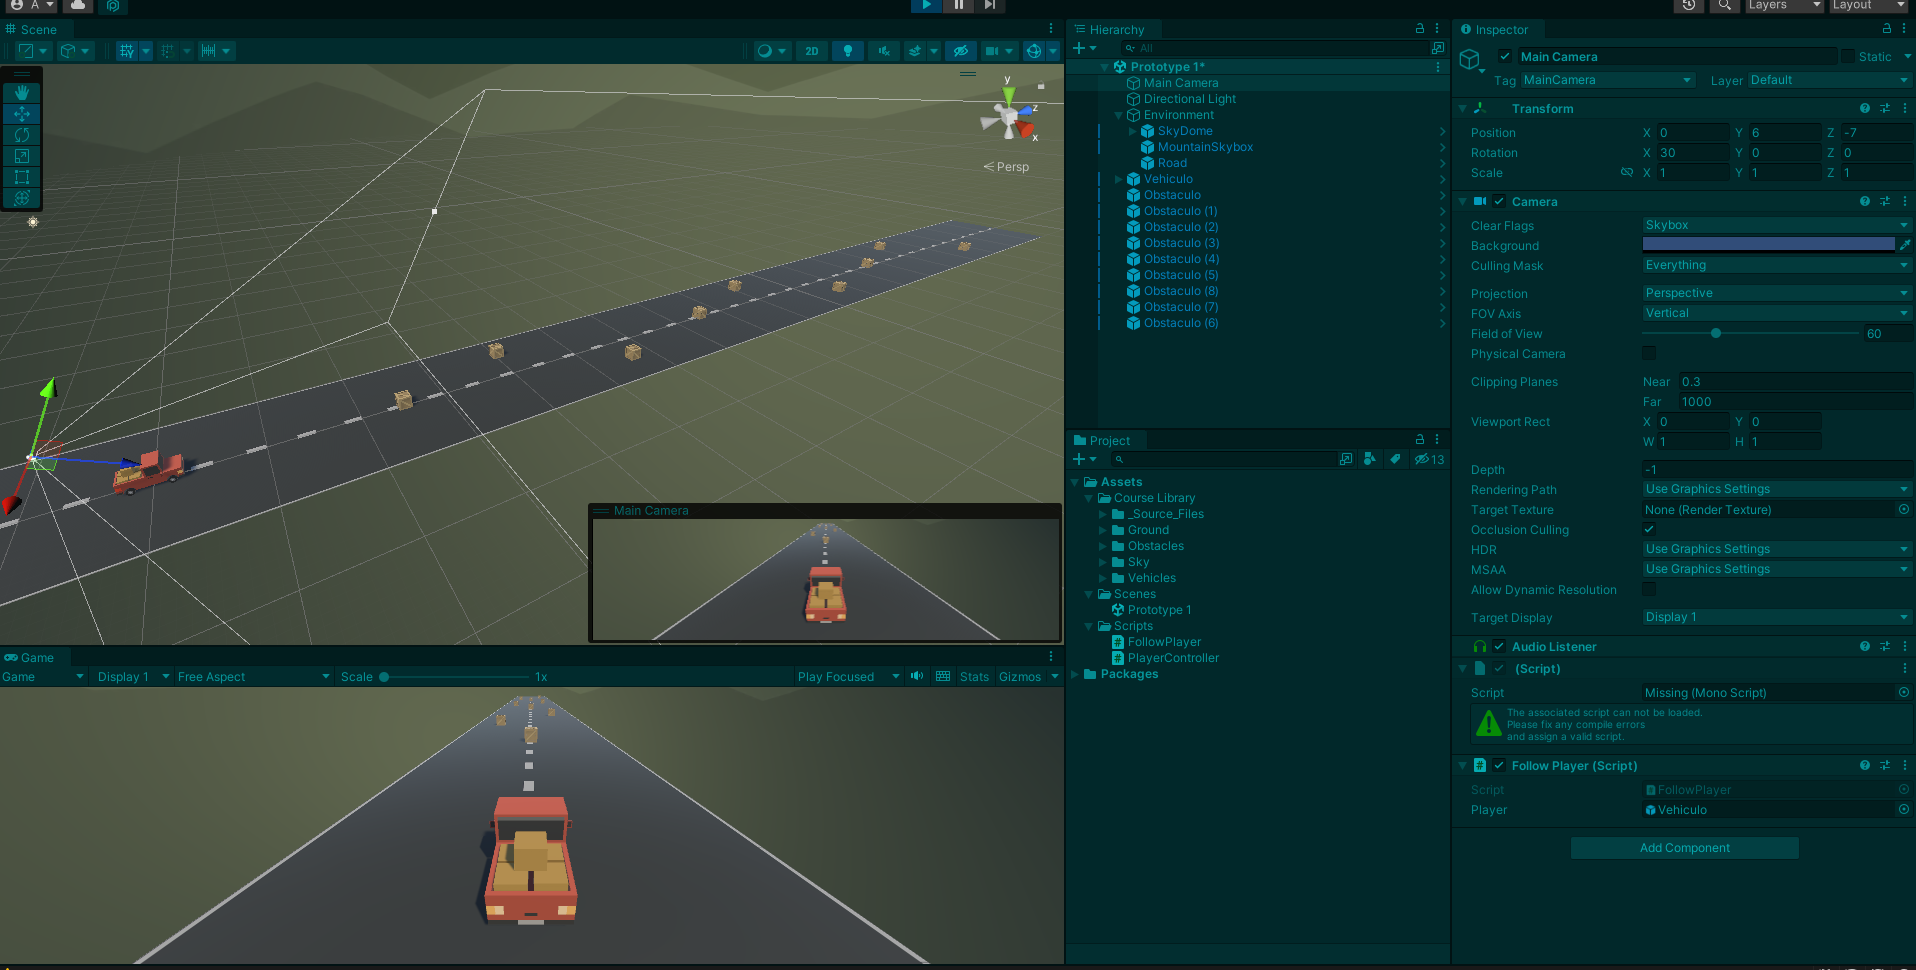 A
Layers
Layout
Scene
2D
y
z
x
Persp
Main Camera
Game
Game
Display 1
Free Aspect
Scale
1x
Play Focused
Stats
Gizmos
Hierarchy
All
Prototype 1*
Main Camera
Directional Light
Environment
SkyDome
MountainSkybox
Road
Vehiculo
Obstaculo
Obstaculo (1)
Obstaculo (2)
Obstaculo (3)
Obstaculo (4)
Obstaculo (5)
Obstaculo (8)
Obstaculo (7)
Obstaculo (6)
Project
13
Assets
Course Library
_Source_Files
Ground
Obstacles
Sky
Vehicles
Scenes
Prototype 1
Scripts
FollowPlayer
PlayerController
Packages
Inspector
Main Camera
Static
Tag MainCamera Layer Default
Transform
Position X 0 Y 6 Z -7
Rotation X 30 Y 0 Z 0
Scale X 1 Y 1 Z 1
Camera
Clear Flags Skybox
Background
Culling Mask Everything
Projection Perspective
FOV Axis Vertical
Field of View 60
Physical Camera
Clipping Planes Near 0.3
Far 1000
Viewport Rect X 0 Y 0
W 1 H 1
Depth -1
Rendering Path Use Graphics Settings
Target Texture None (Render Texture)
Occlusion Culling
HDR Use Graphics Settings
MSAA Use Graphics Settings
Allow Dynamic Resolution
Target Display Display 1
Audio Listener
(Script)
Script Missing (Mono Script)
The associated script can not be loaded.
Please fix any compile errors
and assign a valid script.
Follow Player (Script)
Script FollowPlayer
Player Vehiculo
Add Component